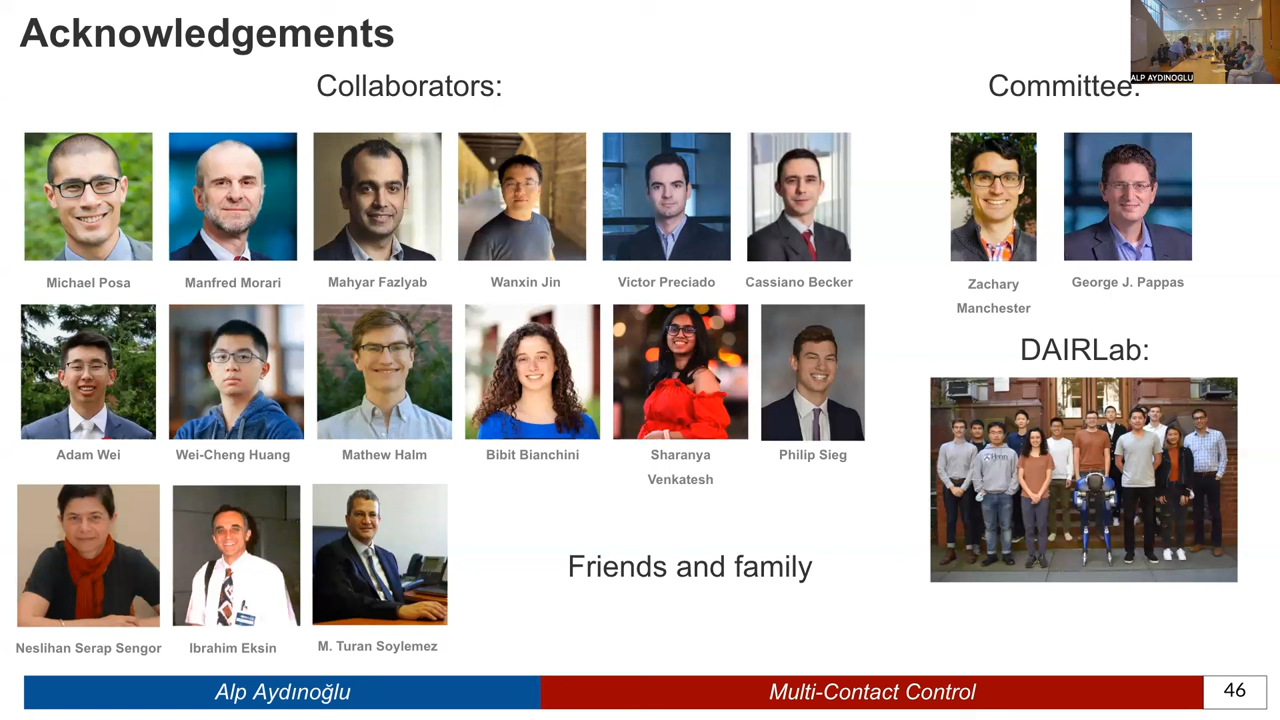 Acknowledgements
Collaborators:
Committee:
ALP AYDINOGLU
Michael Posa
Manfred Morari
Mahyar Fazlyab
Wanxin Jin
Victor Preciado
Cassiano Becker
Zachary
Manchester
George J. Pappas
Adam Wei
Wei-Cheng Huang
Mathew Halm
Bibit Bianchini
Sharanya
Venkatesh
Philip Sieg
DAIRLab:
Penn
Neslihan Serap Sengor
Ibrahim Eksin
M. Turan Soylemez
Friends and family
Alp Aydınoğlu
Multi-Contact Control
46